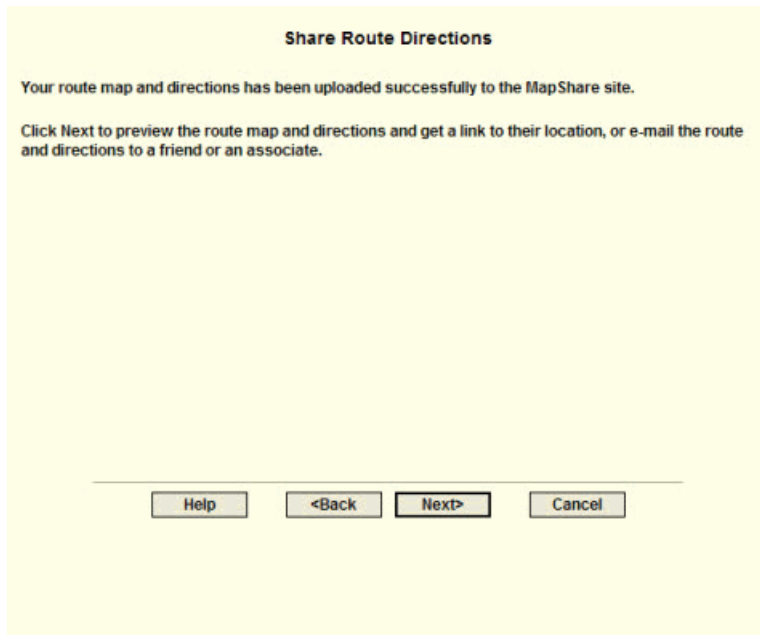 Share Route Directions
Your route map and directions has been uploaded successfully to the MapShare site.
Click Next to preview the route map and directions and get a link to their location, or e-mail the route
and directions to a friend or an associate.
Help
<Back
Next>
Cancel